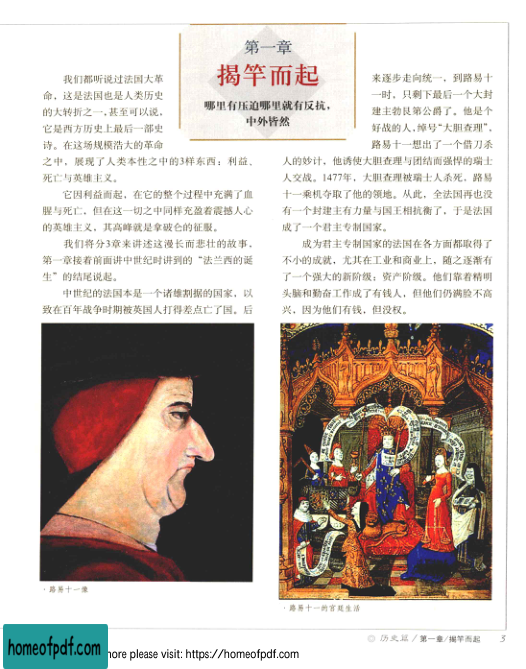 第一章
揭竿而起
哪里有压迫哪里就有反抗，
中外皆然
我们都听说过法国大革
命，这是法国也是人类历史
的大转折之一，甚至可以说，
它是西方历史上最后一部史
诗。在这场规模浩大的革命
之中，展现了人类本性之中的3样东西：利益、
死亡与英雄主义。
它因利益而起，在它的整个过程中充满了血
腥与死亡，但在这一切之中同样充盈着震撼人心
的英雄主义，其高峰就是拿破仑的征服。
我们将分3章来讲述这漫长而悲壮的故事。
第一章接着前面讲中世纪时讲到的“法兰西的诞
生”的结尾说起。
中世纪的法国本是一个诸雄割据的国家，以
致在百年战争时期被英国人打得差点亡了国。后
来逐步走向统一，到路易十
一时，只剩下最后一个大封
建主勃艮第公爵了。他是个
好战的人，绰号“大胆查理”，
路易十一想出了一个借刀杀
人的妙计，他诱使大胆查理与团结而强悍的瑞士
人交战。1477年，大胆查理被瑞士人杀死，路易
十一乘机夺取了他的领地。从此，全法国再也没
有一个封建主有力量与国王相抗衡了，于是法国
成了一个君主专制国家。
成为君主专制国家的法国在各方面都取得了
不小的成就，尤其在工业和商业上，随之逐渐有
了一个强大的新阶级：资产阶级。他们靠着精明
头脑和勤奋工作成了有钱人，但他们仍满脸不高
兴，因为他们有钱，但没权。
· 路易十一像
· 路易十一的宫廷生活
◎ 历史篇 / 第一章/揭竿而起 3
homeofpdf.com
more please visit: https://homeofpdf.com